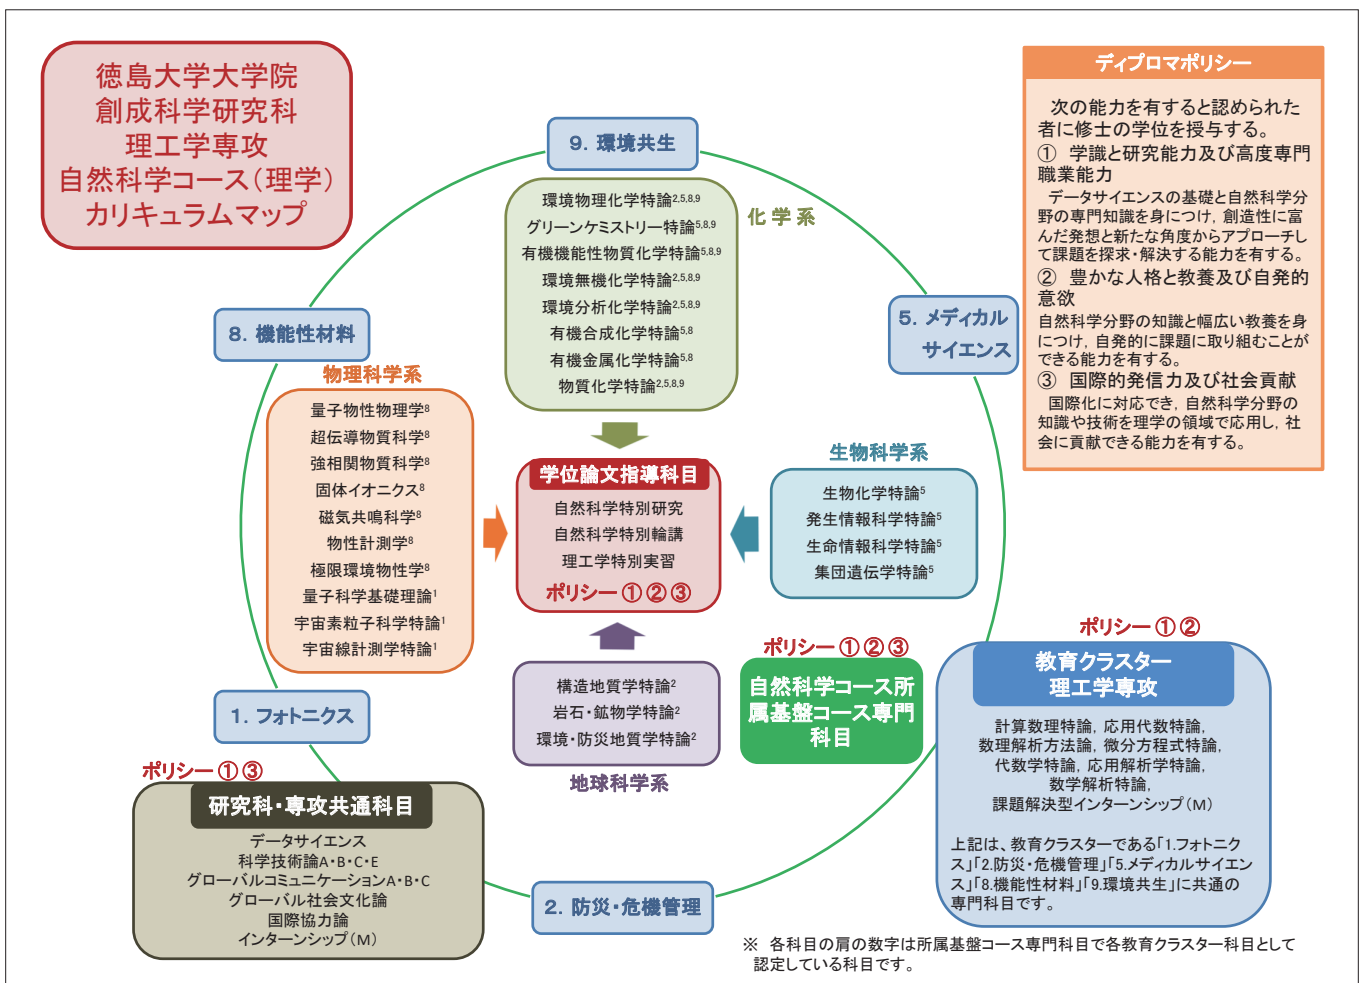 徳島大学大学院
創成科学研究科
理工学専攻
自然科学コース(理学)
カリキュラムマップ
ディプロマポリシー
次の能力を有すると認められた
者に修士の学位を授与する。
① 学識と研究能力及び高度専門
職業能力
データサイエンスの基礎と自然科学分
野の専門知識を身につけ, 創造性に富
んだ発想と新たな角度からアプローチし
て課題を探求・解決する能力を有する。
② 豊かな人格と教養及び自発的
意欲
自然科学分野の知識と幅広い教養を身
につけ, 自発的に課題に取り組むことが
できる能力を有する。
③ 国際的発信力及び社会貢献
国際化に対応でき, 自然科学分野の
知識や技術を理学の領域で応用し, 社
会に貢献できる能力を有する。
9. 環境共生
化学系
環境物理化学特論2,5,8,9
グリーンケミストリー特論5,8,9
有機機能性物質化学特論5,8,9
環境無機化学特論2,5,8,9
環境分析化学特論2,5,8,9
有機合成化学特論5,8
有機金属化学特論5,8
物質化学特論2,5,8,9
8. 機能性材料
5. メディカル
サイエンス
物理科学系
量子物性物理学8
超伝導物質科学8
強相関物質科学8
固体イオニクス8
磁気共鳴科学8
物性計測学8
極限環境物性学8
量子科学基礎理論1
宇宙素粒子科学特論1
宇宙線計測学特論1
学位論文指導科目
自然科学特別研究
自然科学特別輪講
理工学特別実習
ポリシー①②③
生物科学系
生物化学特論5
発生情報科学特論5
生命情報科学特論5
集団遺伝学特論5
構造地質学特論2
岩石・鉱物学特論2
環境・防災地質学特論2
地球科学系
ポリシー①②③
自然科学コース所
属基盤コース専門
科目
ポリシー①②
教育クラスター
理工学専攻
計算数理特論, 応用代数特論,
数理解析方法論, 微分方程式特論,
代数学特論, 応用解析学特論,
数学解析特論,
課題解決型インターンシップ(M)
上記は、教育クラスターである「1.フォトニク
ス」「2.防災・危機管理」「5.メディカルサイエン
ス」「8.機能性材料」「9.環境共生」に共通の
専門科目です。
1. フォトニクス
ポリシー①③
研究科・専攻共通科目
データサイエンス
科学技術論A・B・C・E
グローバルコミュニケーションA・B・C
グローバル社会文化論
国際協力論
インターンシップ(M)
2. 防災・危機管理
※ 各科目の肩の数字は所属基盤コース専門科目で各教育クラスター科目として
認定している科目です。